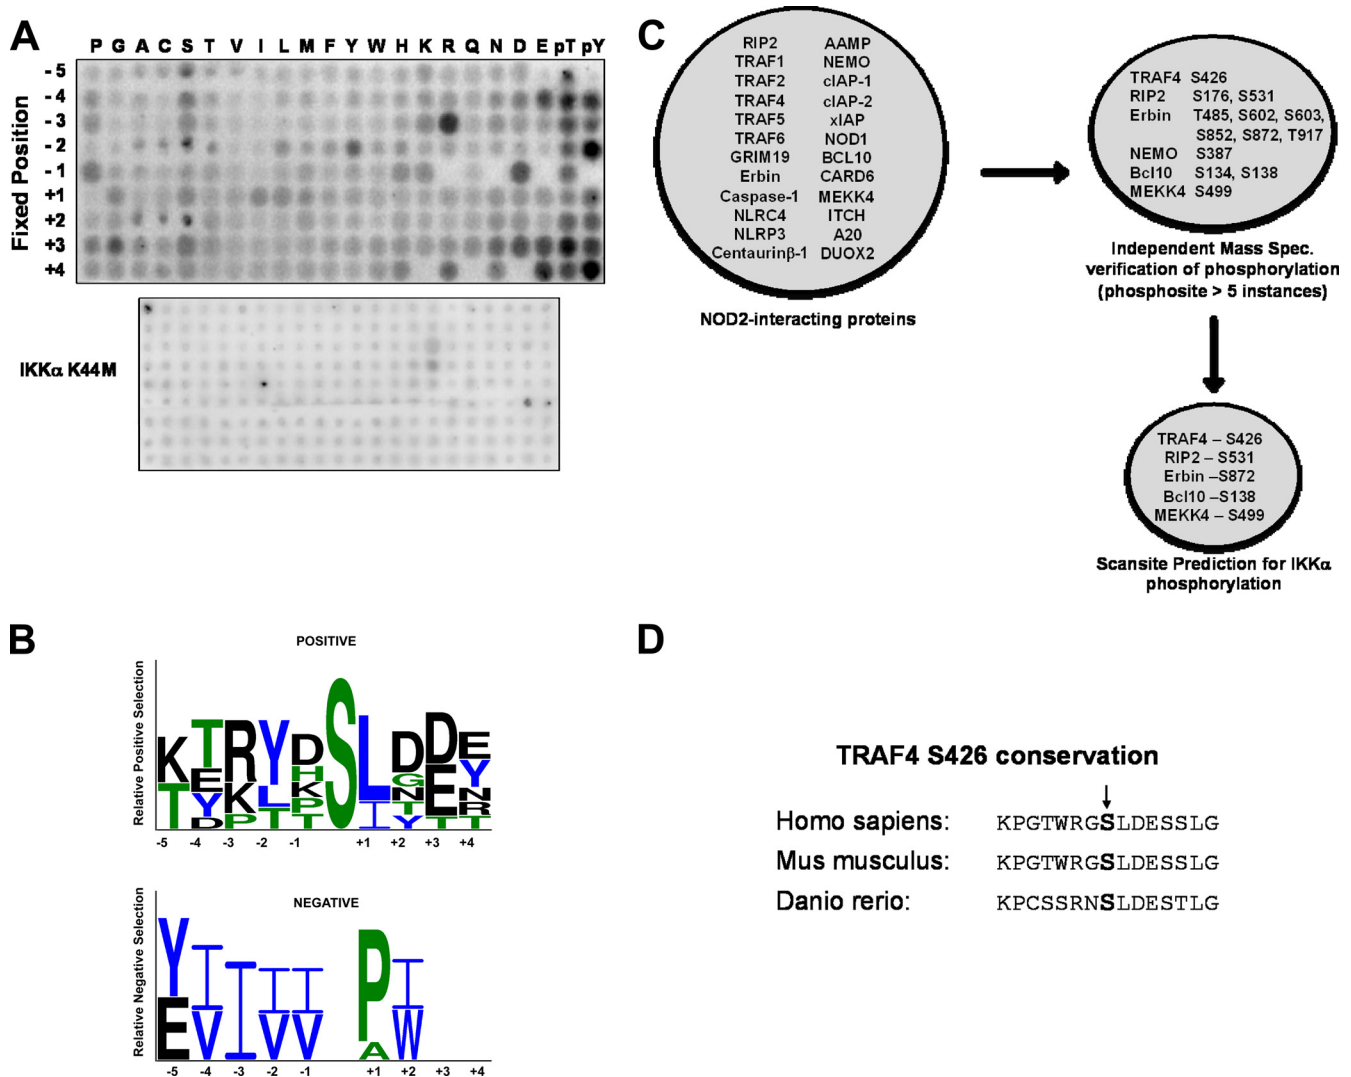 A
P G A C S T V I L M F Y W H K R Q N D E pT pY
Fixed Position
- 5
- 4
- 3
- 2
- 1
+1
+2
+3
+4
IKKα K44M
B
POSITIVE
Relative Positive Selection
K T
T E Y D
R K P
Y L T
D H K P T
S
L I
D G N T Y
D E T
E Y N R T
-5 -4 -3 -2 -1 +1 +2 +3 +4
NEGATIVE
Relative Negative Selection
Y E
I V
I
I V
I V
P A
I W
-5 -4 -3 -2 -1 +1 +2 +3 +4
C
RIP2 AAMP
TRAF1 NEMO
TRAF2 cIAP-1
TRAF4 cIAP-2
TRAF5 xIAP
TRAF6 NOD1
GRIM19 BCL10
Erbin CARD6
Caspase-1 MEKK4
NLRC4 ITCH
NLRP3 A20
Centaurinβ-1 DUOX2
NOD2-interacting proteins
TRAF4 S426
RIP2 S176, S531
Erbin T485, S602, S603,
S852, S872, T917
NEMO S387
Bcl10 S134, S138
MEKK4 S499
Independent Mass Spec.
verification of phosphorylation
(phosphosite > 5 instances)
TRAF4 – S426
RIP2 – S531
Erbin –S872
Bcl10 –S138
MEKK4 – S499
Scansite Prediction for IKKα
phosphorylation
D
TRAF4 S426 conservation
Homo sapiens: KPGTWRGSLDESSLG
Mus musculus: KPGTWRGSLDESSLG
Danio rerio: KPCSSRNSLDESTLG